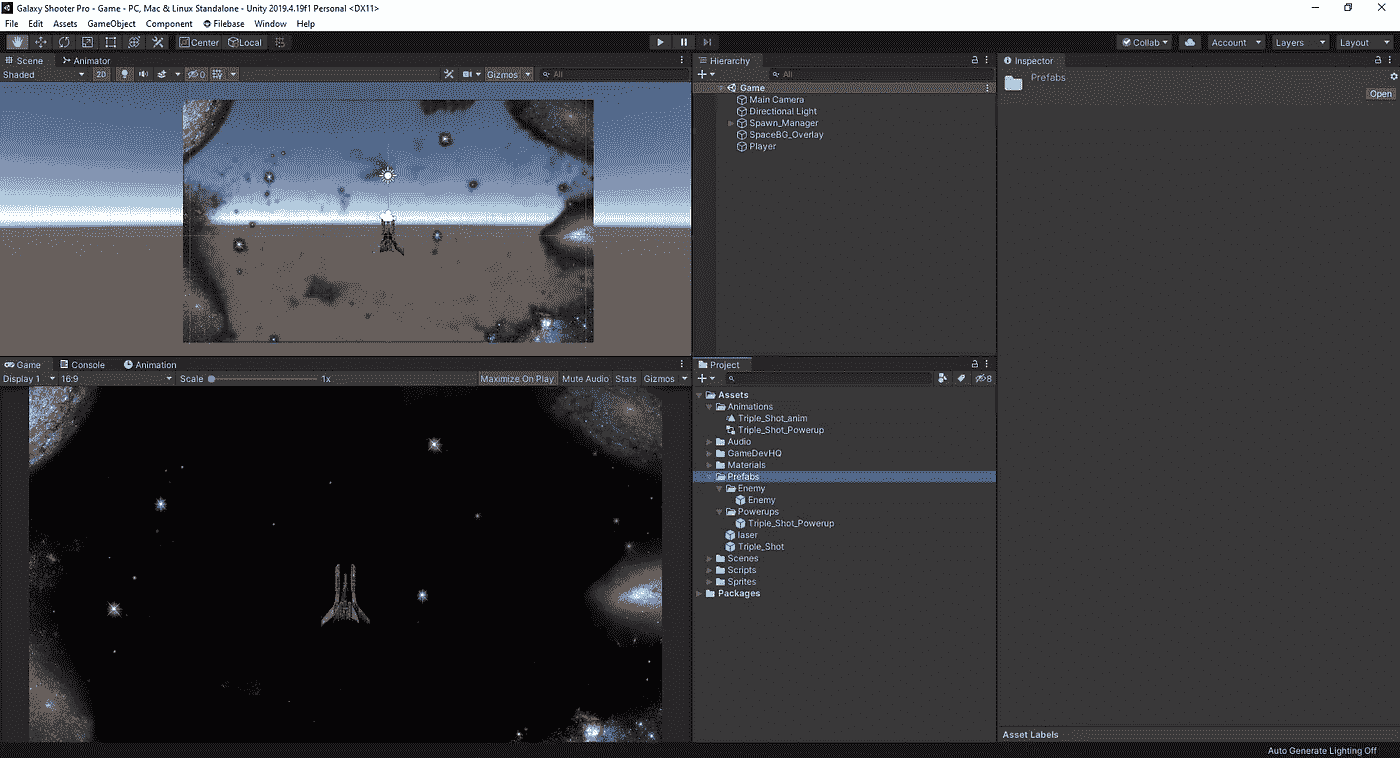 Galaxy Shooter Pro - Game - PC, Mac & Linux Standalone - Unity 2019.4.19f1 Personal <DX11>
File Edit Assets GameObject Component Filebase Window Help
Center Local Collab Account Layers Layout
Scene Animator
Shaded 2D 0 Gizmos All
Hierarchy
All
Game
Main Camera
Directional Light
Spawn_Manager
SpaceBG_Overlay
Player
Inspector
Prefabs
Open
Game Console Animation
Display 1 16:9 Scale 1x Maximize On Play Mute Audio Stats Gizmos
Project
8
Assets
Animations
Triple_Shot_anim
Triple_Shot_Powerup
Audio
GameDevHQ
Materials
Prefabs
Enemy
Enemy
Powerups
Triple_Shot_Powerup
laser
Triple_Shot
Scenes
Scripts
Sprites
Packages
Asset Labels
Auto Generate Lighting Off